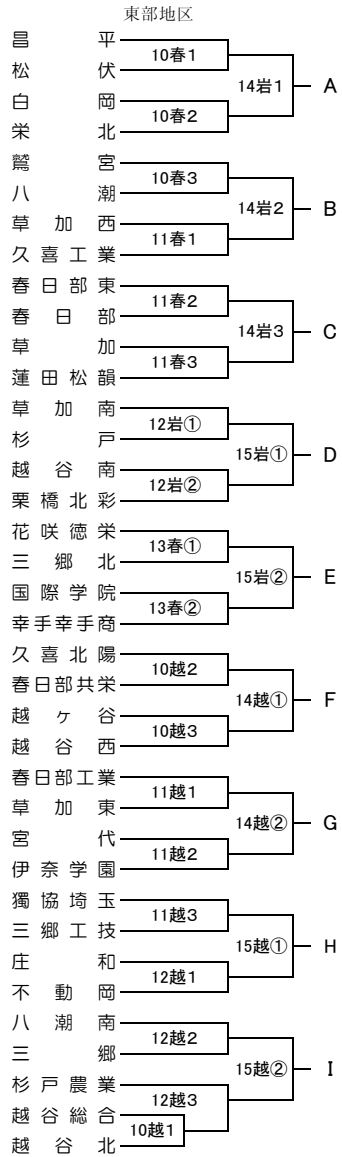 東部地区
昌平
10春1
松伏
14岩1 A
白岡
10春2
栄北
鷲宮
10春3
八潮
14岩2 B
草加西
11春1
久喜工業
春日部東
11春2
春日部
14岩3 C
草加
11春3
蓮田松韻
草加南
12岩①
杉戸
15岩① D
越谷南
12岩②
栗橋北彩
花咲徳栄
13春①
三郷北
15岩② E
国際学院
13春②
幸手幸手商
久喜北陽
10越2
春日部共栄
14越① F
越ヶ谷
10越3
越谷西
春日部工業
11越1
草加東
14越② G
宮代
11越2
伊奈学園
獨協埼玉
11越3
三郷工技
15越① H
庄和
12越1
不動岡
八潮南
12越2
三郷
15越② I
杉戸農業
12越3
越谷総合
10越1
越谷北